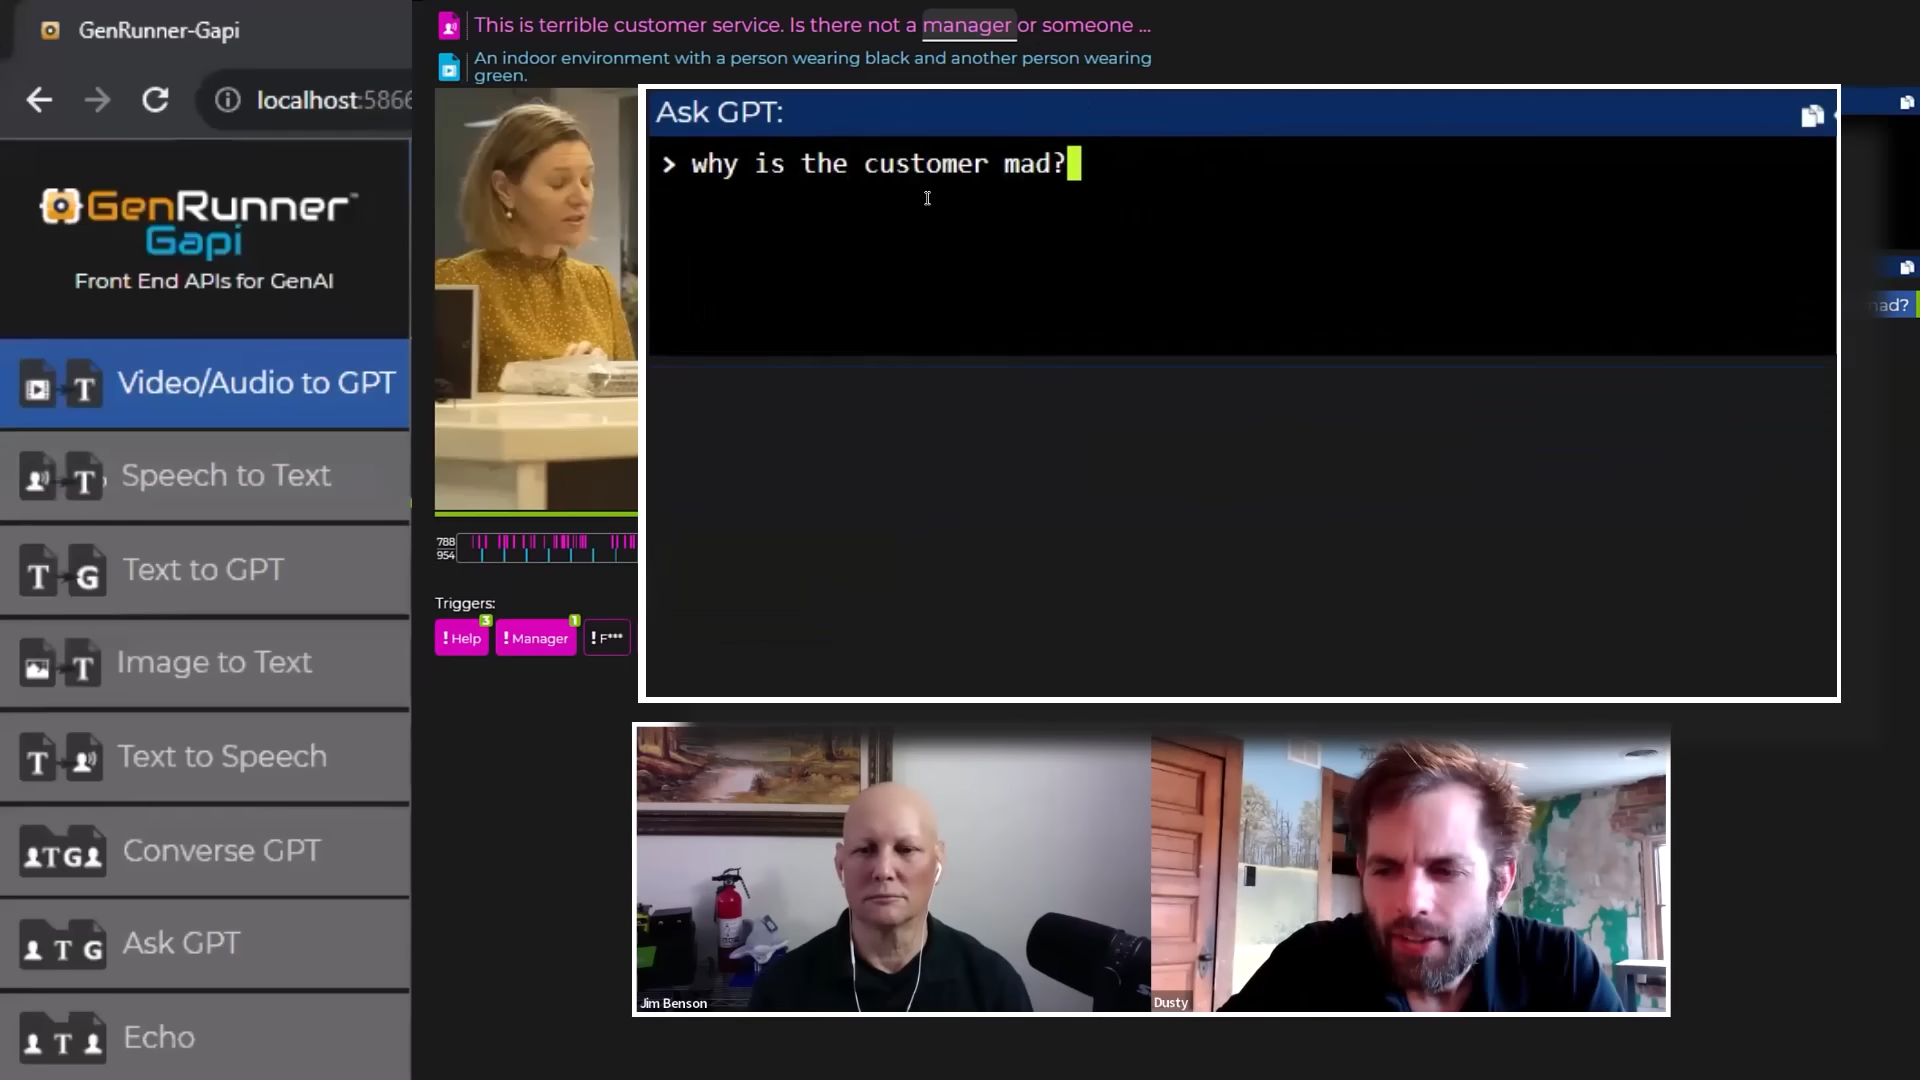 GenRunner-Gapi
localhost:5866
GenRunner™
Gapi
Front End APIs for GenAI
Video/Audio to GPT
Speech to Text
Text to GPT
Image to Text
Text to Speech
Converse GPT
Ask GPT
Echo
This is terrible customer service. Is there not a manager or someone ...
An indoor environment with a person wearing black and another person wearing
green.
Ask GPT:
> why is the customer mad?
mad?
788
954
Triggers:
! Help 3
! Manager 1
! F***
Jim Benson
Dusty